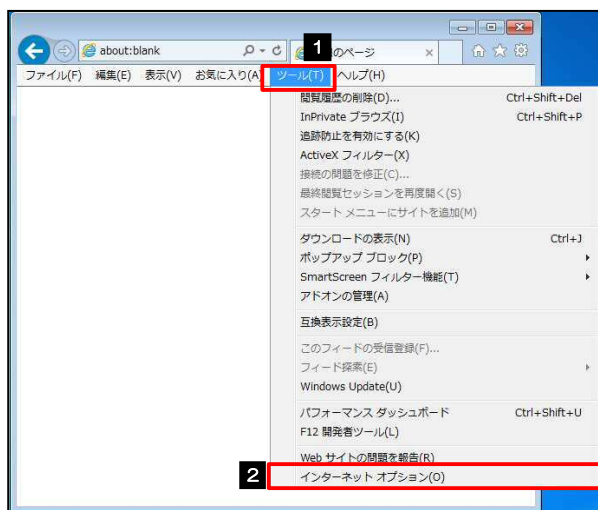 1
about:blank
のページ
ファイル(F) 編集(E) 表示(V) お気に入り(A) ツール(T) ヘルプ(H)
閲覧履歴の削除(D)... Ctrl+Shift+Del
InPrivate ブラウズ(I) Ctrl+Shift+P
追跡防止を有効にする(K)
ActiveX フィルター(X)
接続の問題を修正(C)...
最終閲覧セッションを再度開く(S)
スタート メニューにサイトを追加(M)
ダウンロードの表示(N) Ctrl+J
ポップアップ ブロック(P)
SmartScreen フィルター機能(T)
アドオンの管理(A)
互換表示設定(B)
このフィードの受信登録(F)...
フィード探索(E)
Windows Update(U)
パフォーマンス ダッシュボード Ctrl+Shift+U
F12 開発者ツール(L)
Web サイトの問題を報告(R)
2 インターネット オプション(O)